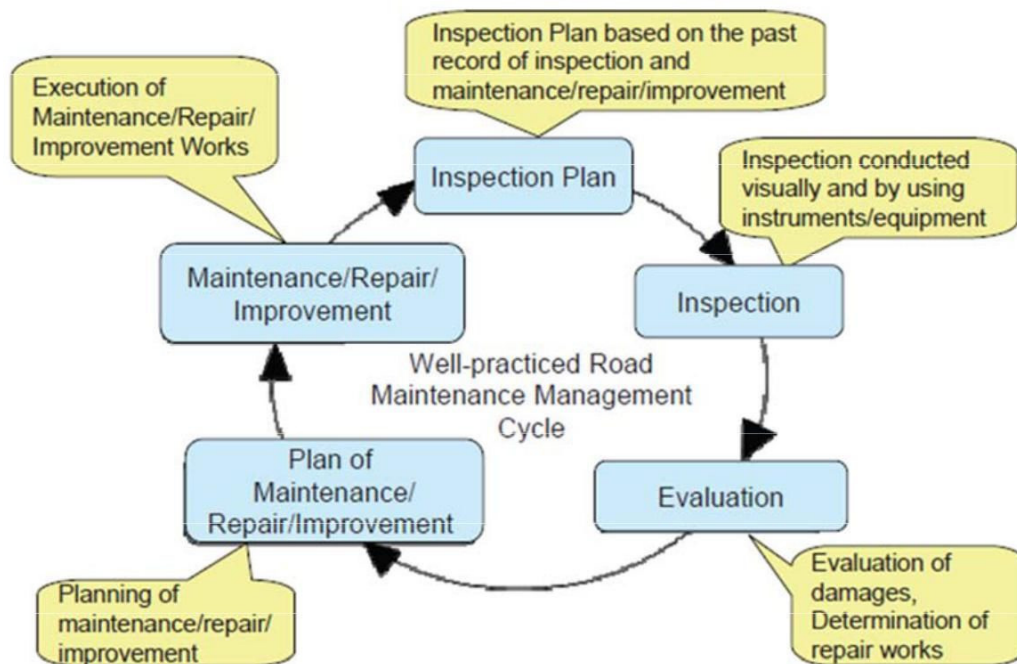 Inspection Plan based on the past
record of inspection and
maintenance/repair/improvement
Execution of
Maintenance/Repair/
Improvement Works
Inspection Plan
Inspection conducted
visually and by using
instruments/equipment
Maintenance/Repair/
Improvement
Inspection
Well-practiced Road
Maintenance Management
Cycle
Plan of
Maintenance/
Repair/Improvement
Evaluation
Planning of
maintenance/repair/
improvement
Evaluation of
damages,
Determination of
repair works